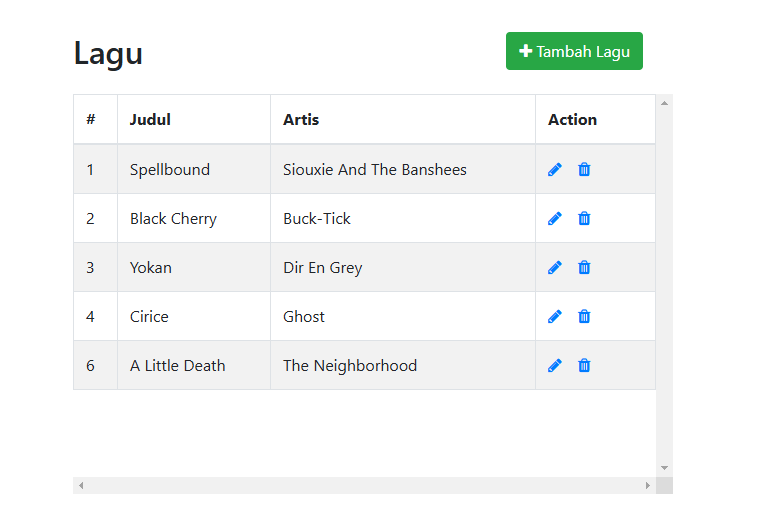 Lagu
Tambah Lagu
# Judul Artis Action
1 Spellbound Siouxie And The Banshees
2 Black Cherry Buck-Tick
3 Yokan Dir En Grey
4 Cirice Ghost
6 A Little Death The Neighborhood